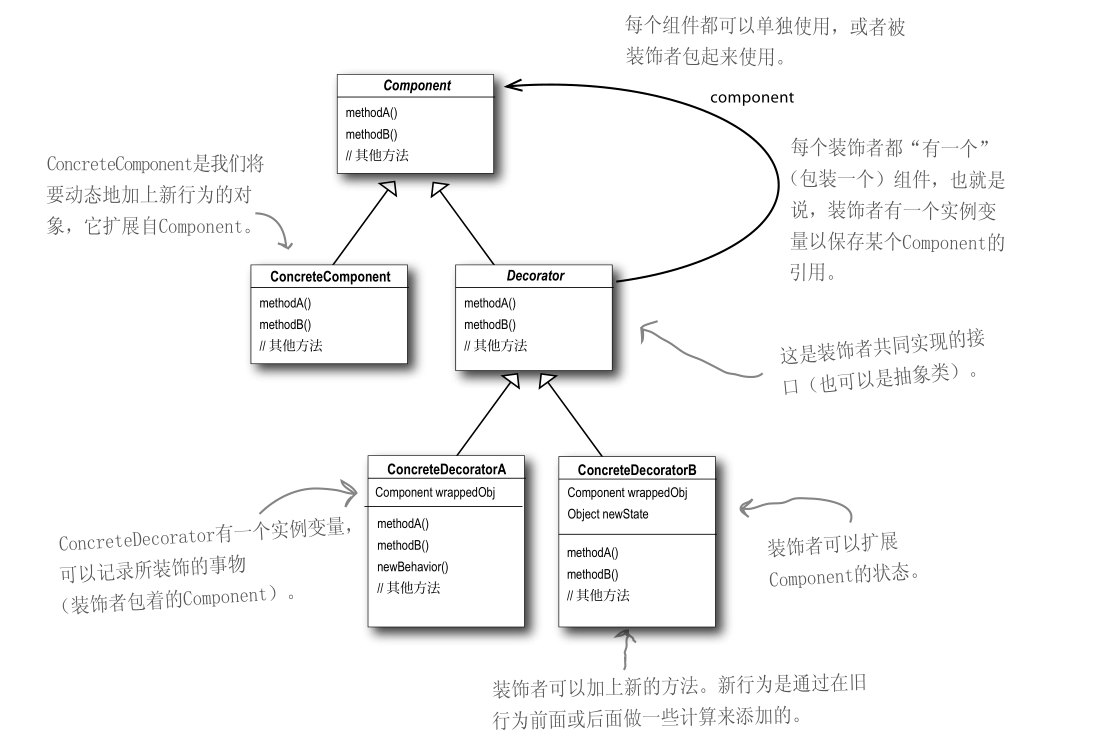 每个组件都可以单独使用，或者被
装饰者包起来使用。
Component
methodA()
methodB()
// 其他方法
component
每个装饰者都“有一个”
（包装一个）组件，也就是
说，装饰者有一个实例变
量以保存某个Component的
引用。
ConcreteComponent是我们将
要动态地加上新行为的对
象，它扩展自Component。
ConcreteComponent
methodA()
methodB()
// 其他方法
Decorator
methodA()
methodB()
// 其他方法
这是装饰者共同实现的接
口（也可以是抽象类）。
ConcreteDecoratorA
Component wrappedObj
methodA()
methodB()
newBehavior()
// 其他方法
ConcreteDecoratorB
Component wrappedObj
Object newState
methodA()
methodB()
// 其他方法
ConcreteDecorator有一个实例变量，
可以记录所装饰的事物
（装饰者包着的Component）。
装饰者可以扩展
Component的状态。
装饰者可以加上新的方法。新行为是通过在旧
行为前面或后面做一些计算来添加的。